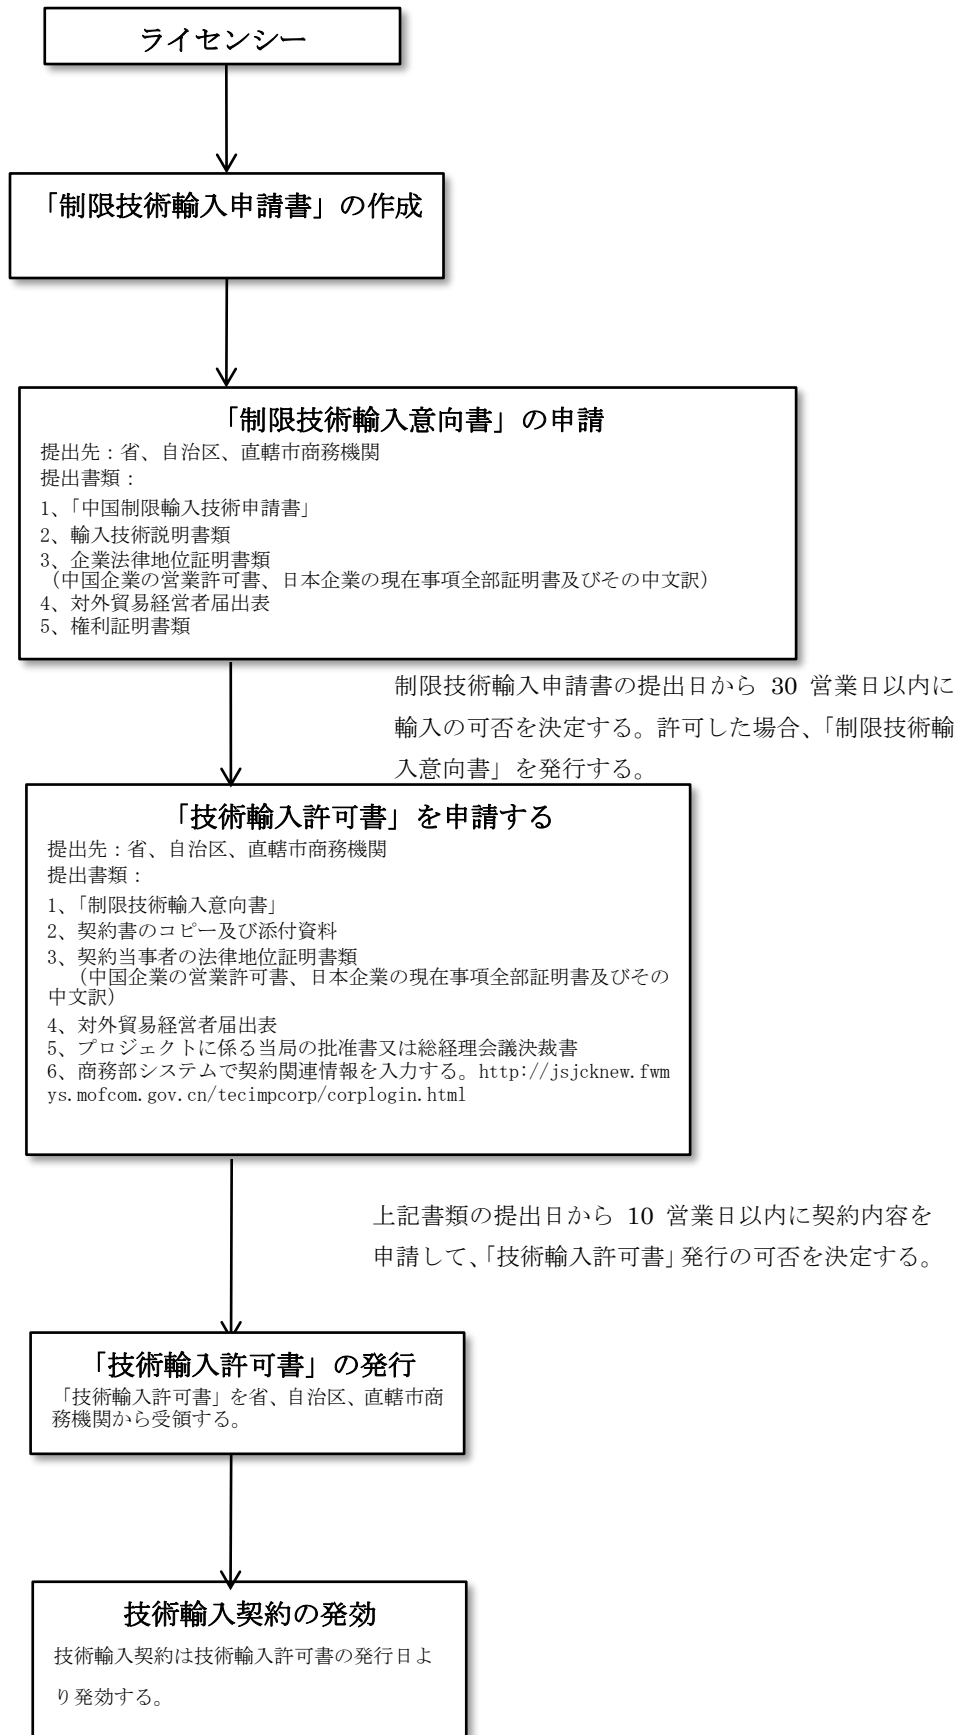 ライセンシー
「制限技術輸入申請書」の作成
「制限技術輸入意向書」の申請
提出先：省、自治区、直轄市商務機関
提出書類：
1、「中国制限輸入技術申請書」
2、輸入技術説明書類
3、企業法律地位証明書類
（中国企業の営業許可書、日本企業の現在事項全部証明書及びその中文訳）
4、対外貿易経営者届出表
5、権利証明書類
制限技術輸入申請書の提出日から 30 営業日以内に
輸入の可否を決定する。許可した場合、「制限技術輸
入意向書」を発行する。
「技術輸入許可書」を申請する
提出先：省、自治区、直轄市商務機関
提出書類：
1、「制限技術輸入意向書」
2、契約書のコピー及び添付資料
3、契約当事者の法律地位証明書類
（中国企業の営業許可書、日本企業の現在事項全部証明書及びその
中文訳）
4、対外貿易経営者届出表
5、プロジェクトに係る当局の批准書又は総経理会議決裁書
6、商務部システムで契約関連情報を入力する。http://jsjcknew.fwm
ys.mofcom.gov.cn/tecimpcorp/corplogin.html
上記書類の提出日から 10 営業日以内に契約内容を
申請して、「技術輸入許可書」発行の可否を決定する。
「技術輸入許可書」の発行
「技術輸入許可書」を省、自治区、直轄市商
務機関から受領する。
技術輸入契約の発効
技術輸入契約は技術輸入許可書の発行日よ
り発効する。